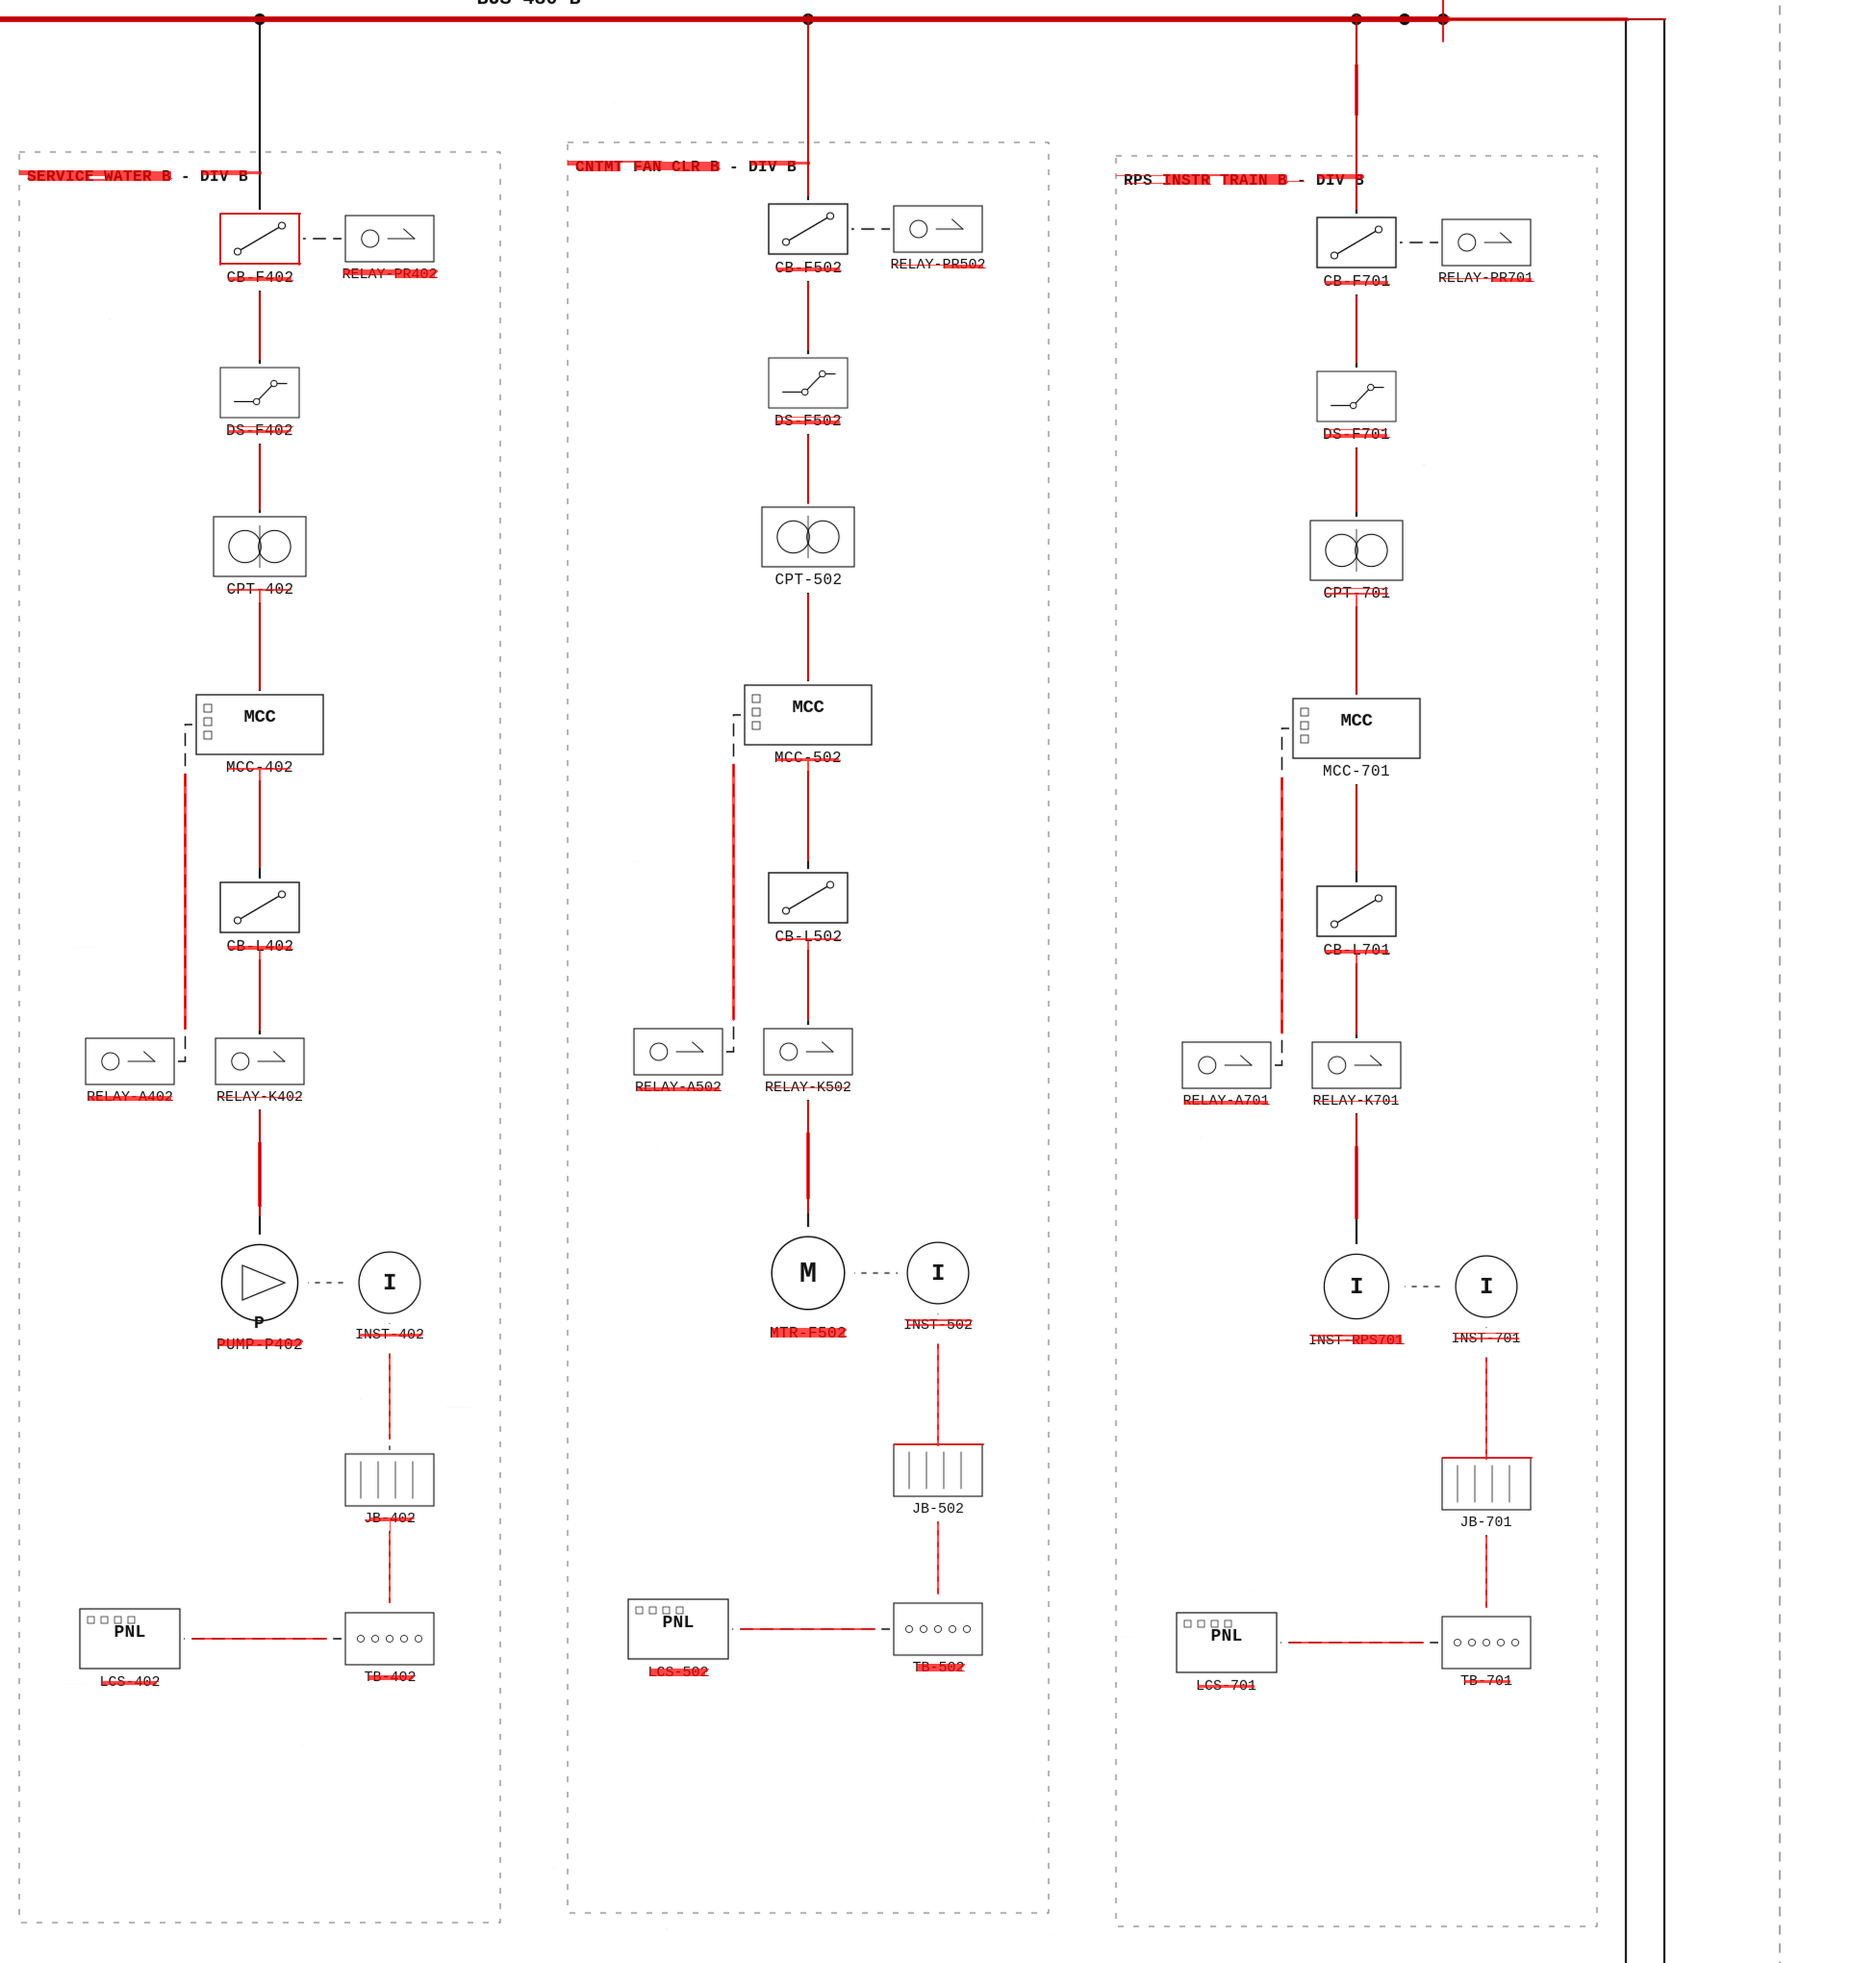 BUS-480-B
SERVICE WATER B - DIV B
CB-F402
RELAY-PR402
DS-F402
CPT-402
MCC
MCC-402
CB-L402
RELAY-A402
RELAY-K402
P
PUMP-P402
I
INST-402
JB-402
PNL
LCS-402
TB-402
CNTMT FAN CLR B - DIV B
CB-F502
RELAY-PR502
DS-F502
CPT-502
MCC
MCC-502
CB-L502
RELAY-A502
RELAY-K502
M
MTR-F502
I
INST-502
JB-502
PNL
LCS-502
TB-502
RPS INSTR TRAIN B - DIV B
CB-F701
RELAY-PR701
DS-F701
CPT-701
MCC
MCC-701
CB-L701
RELAY-A701
RELAY-K701
I
INST-RPS701
I
INST-701
JB-701
PNL
LCS-701
TB-701